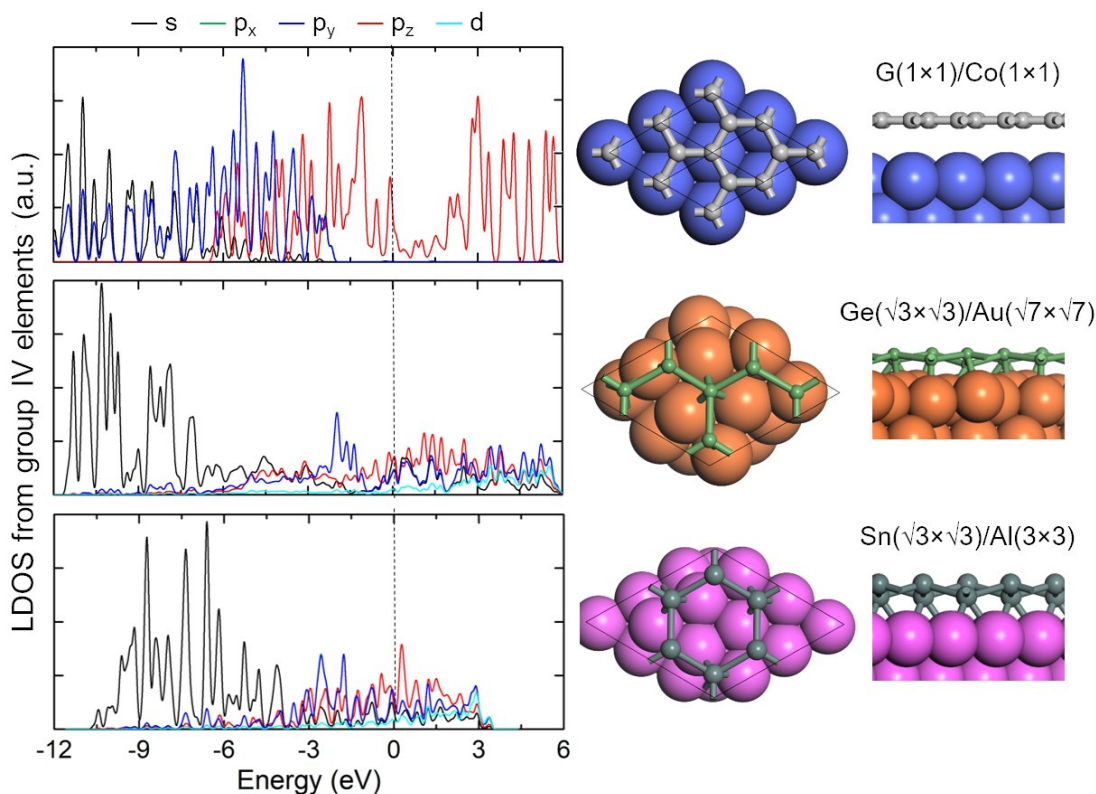 s p_x p_y p_z d
LDOS from group IV elements (a.u.)
-12 -9 -6 -3 0 3 6
Energy (eV)
G(1×1)/Co(1×1)
Ge(√3×√3)/Au(√7×√7)
Sn(√3×√3)/Al(3×3)